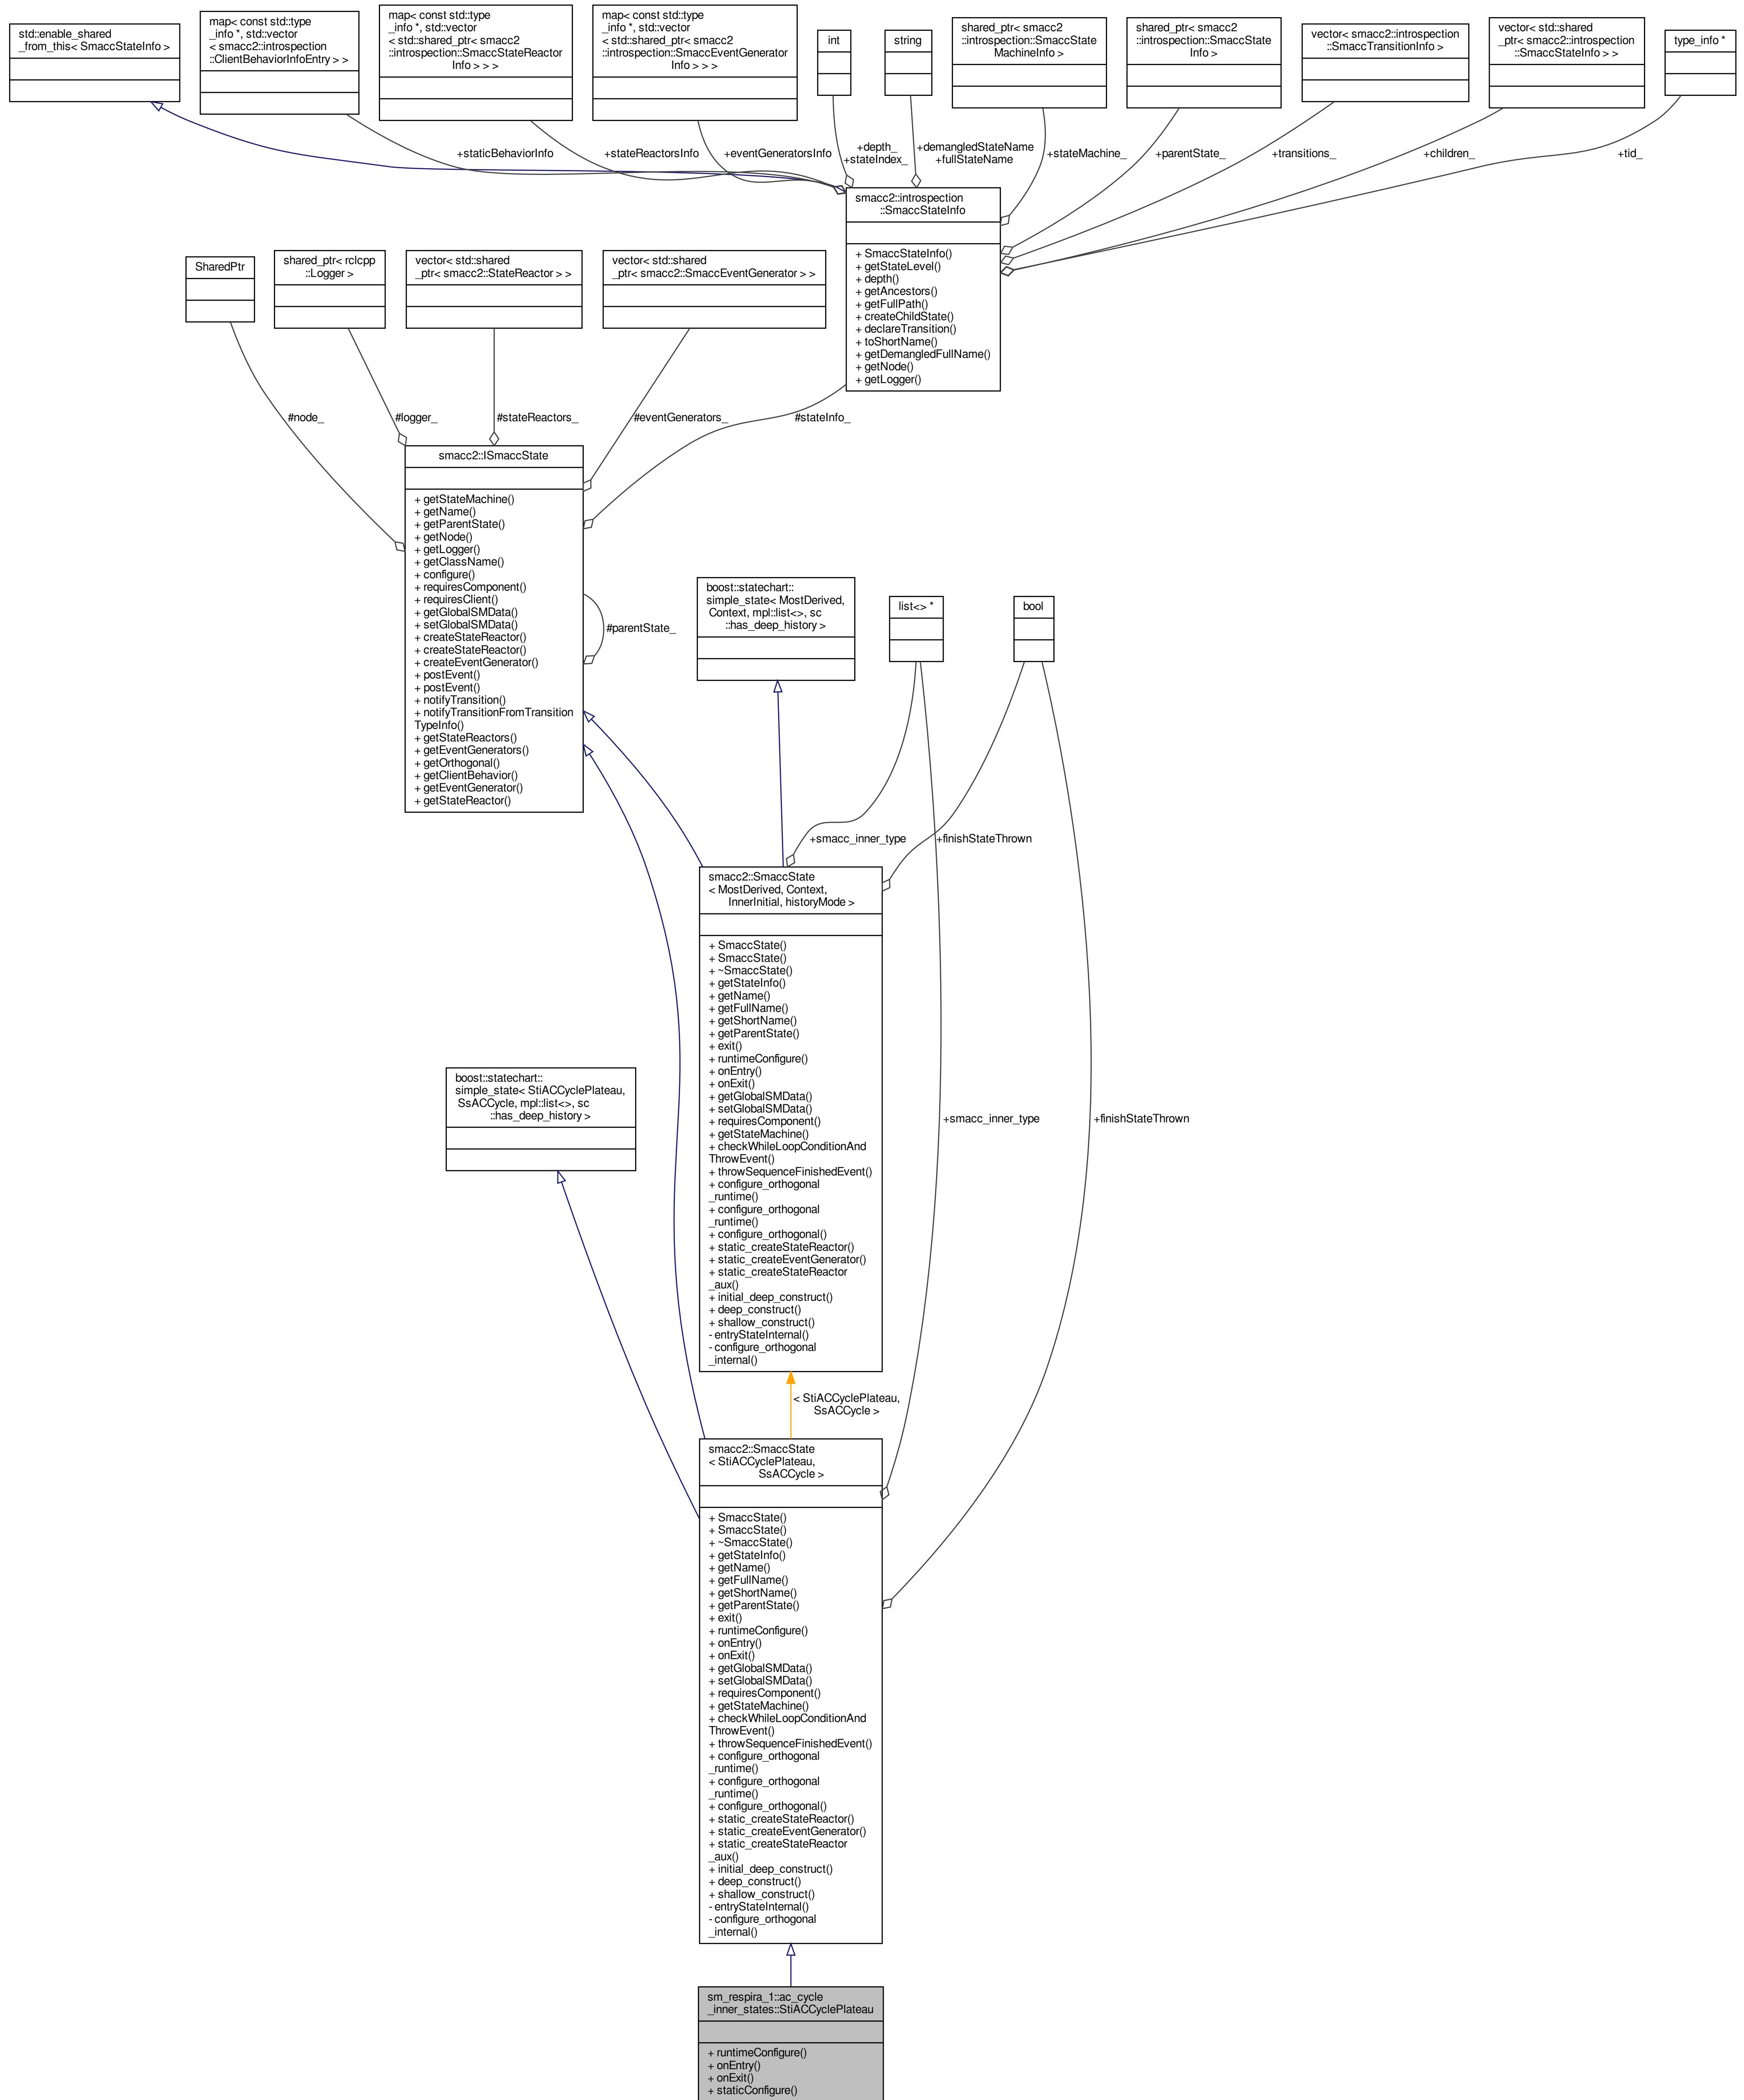 std::enable_shared
_from_this< SmaccStateInfo >
map< const std::type
_info *, std::vector
< smacc2::introspection
::ClientBehaviorInfoEntry > >
map< const std::type
_info *, std::vector
< std::shared_ptr< smacc2
::introspection::SmaccStateReactor
Info > > >
map< const std::type
_info *, std::vector
< std::shared_ptr< smacc2
::introspection::SmaccEventGenerator
Info > > >
int
string
shared_ptr< smacc2
::introspection::SmaccState
MachineInfo >
shared_ptr< smacc2
::introspection::SmaccState
Info >
vector< smacc2::introspection
::SmaccTransitionInfo >
vector< std::shared
_ptr< smacc2::introspection
::SmaccStateInfo > >
type_info *
+staticBehaviorInfo
+stateReactorsInfo
+eventGeneratorsInfo
+depth_
+stateIndex_
+demangledStateName
+fullStateName
+stateMachine_
+parentState_
+transitions_
+children_
+tid_
smacc2::introspection
::SmaccStateInfo
+ SmaccStateInfo()
+ getStateLevel()
+ depth()
+ getAncestors()
+ getFullPath()
+ createChildState()
+ declareTransition()
+ toShortName()
+ getDemangledFullName()
+ getNode()
+ getLogger()
SharedPtr
shared_ptr< rclcpp
::Logger >
vector< std::shared
_ptr< smacc2::StateReactor > >
vector< std::shared
_ptr< smacc2::SmaccEventGenerator > >
#node_
#logger_
#stateReactors_
#eventGenerators_
#stateInfo_
smacc2::ISmaccState
+ getStateMachine()
+ getName()
+ getParentState()
+ getNode()
+ getLogger()
+ getClassName()
+ configure()
+ requiresComponent()
+ requiresClient()
+ getGlobalSMData()
+ setGlobalSMData()
+ createStateReactor()
+ createStateReactor()
+ createEventGenerator()
+ postEvent()
+ postEvent()
+ notifyTransition()
+ notifyTransitionFromTransition
TypeInfo()
+ getStateReactors()
+ getEventGenerators()
+ getOrthogonal()
+ getClientBehavior()
+ getEventGenerator()
+ getStateReactor()
#parentState_
boost::statechart::
simple_state< MostDerived,
Context, mpl::list<>, sc
::has_deep_history >
list<> *
bool
+smacc_inner_type
+finishStateThrown
smacc2::SmaccState
< MostDerived, Context,
InnerInitial, historyMode >
+ SmaccState()
+ SmaccState()
+ ~SmaccState()
+ getStateInfo()
+ getName()
+ getFullName()
+ getShortName()
+ getParentState()
+ exit()
+ runtimeConfigure()
+ onEntry()
+ onExit()
+ getGlobalSMData()
+ setGlobalSMData()
+ requiresComponent()
+ getStateMachine()
+ checkWhileLoopConditionAnd
ThrowEvent()
+ throwSequenceFinishedEvent()
+ configure_orthogonal
_runtime()
+ configure_orthogonal
_runtime()
+ configure_orthogonal()
+ static_createStateReactor()
+ static_createEventGenerator()
+ static_createStateReactor
_aux()
+ initial_deep_construct()
+ deep_construct()
+ shallow_construct()
- entryStateInternal()
- configure_orthogonal
_internal()
boost::statechart::
simple_state< StiACCyclePlateau,
SsACCycle, mpl::list<>, sc
::has_deep_history >
+smacc_inner_type
+finishStateThrown
< StiACCyclePlateau,
SsACCycle >
smacc2::SmaccState
< StiACCyclePlateau,
SsACCycle >
+ SmaccState()
+ SmaccState()
+ ~SmaccState()
+ getStateInfo()
+ getName()
+ getFullName()
+ getShortName()
+ getParentState()
+ exit()
+ runtimeConfigure()
+ onEntry()
+ onExit()
+ getGlobalSMData()
+ setGlobalSMData()
+ requiresComponent()
+ getStateMachine()
+ checkWhileLoopConditionAnd
ThrowEvent()
+ throwSequenceFinishedEvent()
+ configure_orthogonal
_runtime()
+ configure_orthogonal
_runtime()
+ configure_orthogonal()
+ static_createStateReactor()
+ static_createEventGenerator()
+ static_createStateReactor
_aux()
+ initial_deep_construct()
+ deep_construct()
+ shallow_construct()
- entryStateInternal()
- configure_orthogonal
_internal()
sm_respira_1::ac_cycle
_inner_states::StiACCyclePlateau
+ runtimeConfigure()
+ onEntry()
+ onExit()
+ staticConfigure()